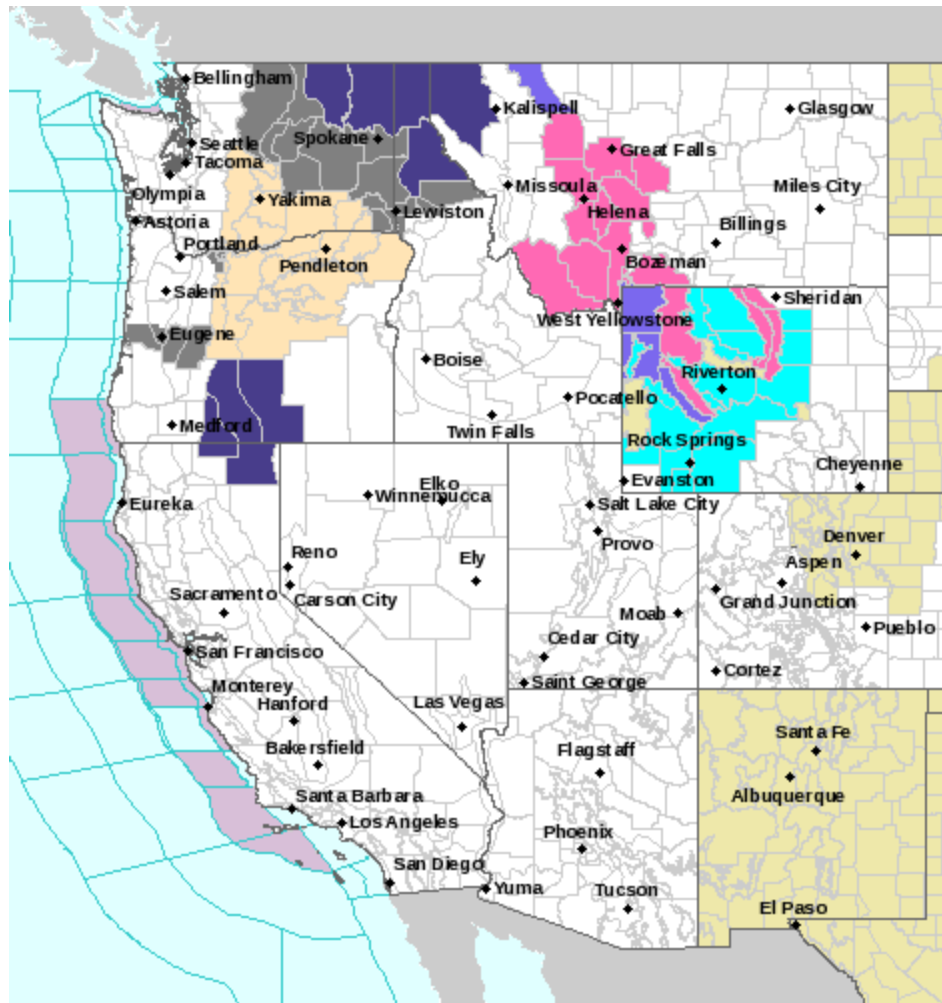 Bellingham
Kalispell
Glasgow
Seattle
Spokane
Great Falls
Tacoma
Missoula
Miles City
Olympia
Yakima
Helena
Lewiston
Astoria
Billings
Portland
Pendleton
Bozeman
Salem
Sheridan
West Yellowstone
Eugene
Boise
Riverton
Pocatello
Medford
Twin Falls
Rock Springs
Cheyenne
Evanston
Elko
Winnemucca
Eureka
Salt Lake City
Provo
Denver
Reno
Ely
Aspen
Sacramento
Carson City
Grand Junction
Moab
Pueblo
Cedar City
San Francisco
Cortez
Saint George
Monterey
Hanford
Las Vegas
Bakersfield
Flagstaff
Santa Fe
Albuquerque
Santa Barbara
Los Angeles
Phoenix
San Diego
Yuma
Tucson
El Paso